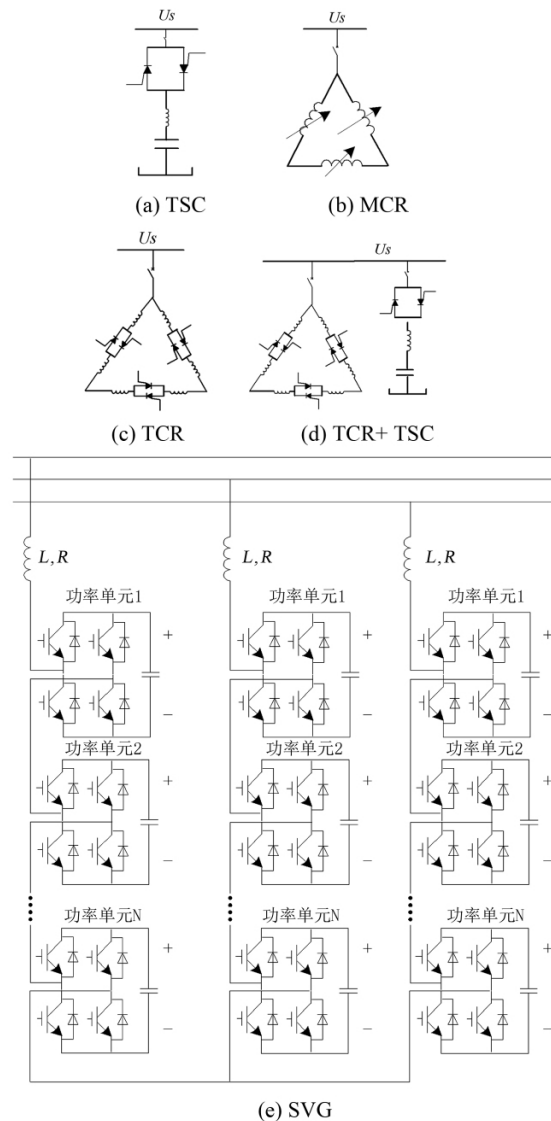 Us
Us
(a) TSC
(b) MCR
Us
Us
(c) TCR
(d) TCR+ TSC
L,R
L,R
L,R
功率单元1
功率单元1
功率单元1
+
+
+
−
−
−
功率单元2
功率单元2
功率单元2
+
+
+
−
−
−
功率单元N
功率单元N
功率单元N
+
+
+
−
−
−
(e) SVG